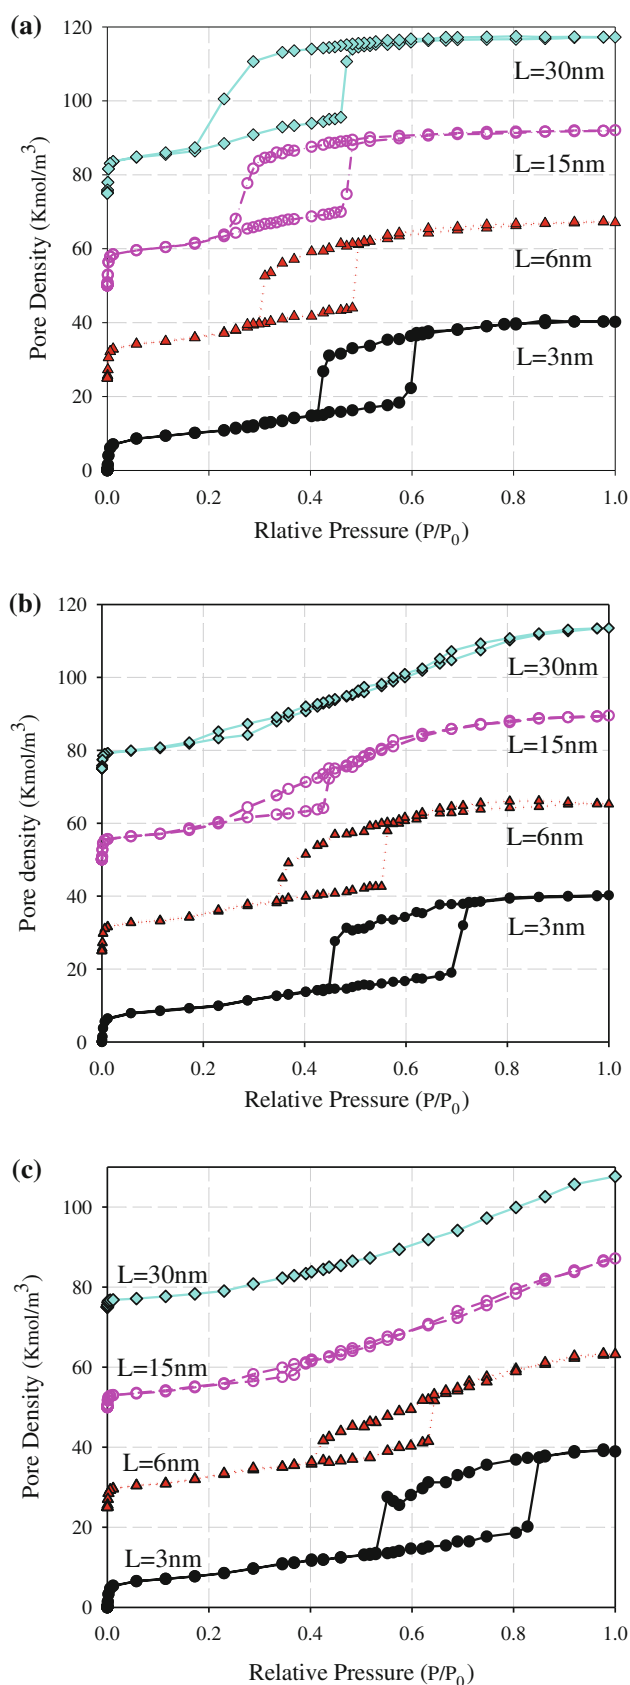 (a)
120
100
80
60
40
20
0
Pore Density (Kmol/m³)
L=30nm
L=15nm
L=6nm
L=3nm
0.0 0.2 0.4 0.6 0.8 1.0
Rlative Pressure (P/P₀)
(b)
120
100
80
60
40
20
0
Pore density (Kmol/m³)
L=30nm
L=15nm
L=6nm
L=3nm
0.0 0.2 0.4 0.6 0.8 1.0
Relative Pressure (P/P₀)
(c)
100
80
60
40
20
0
Pore Density (Kmol/m³)
L=30nm
L=15nm
L=6nm
L=3nm
0.0 0.2 0.4 0.6 0.8 1.0
Relative Pressure (P/P₀)